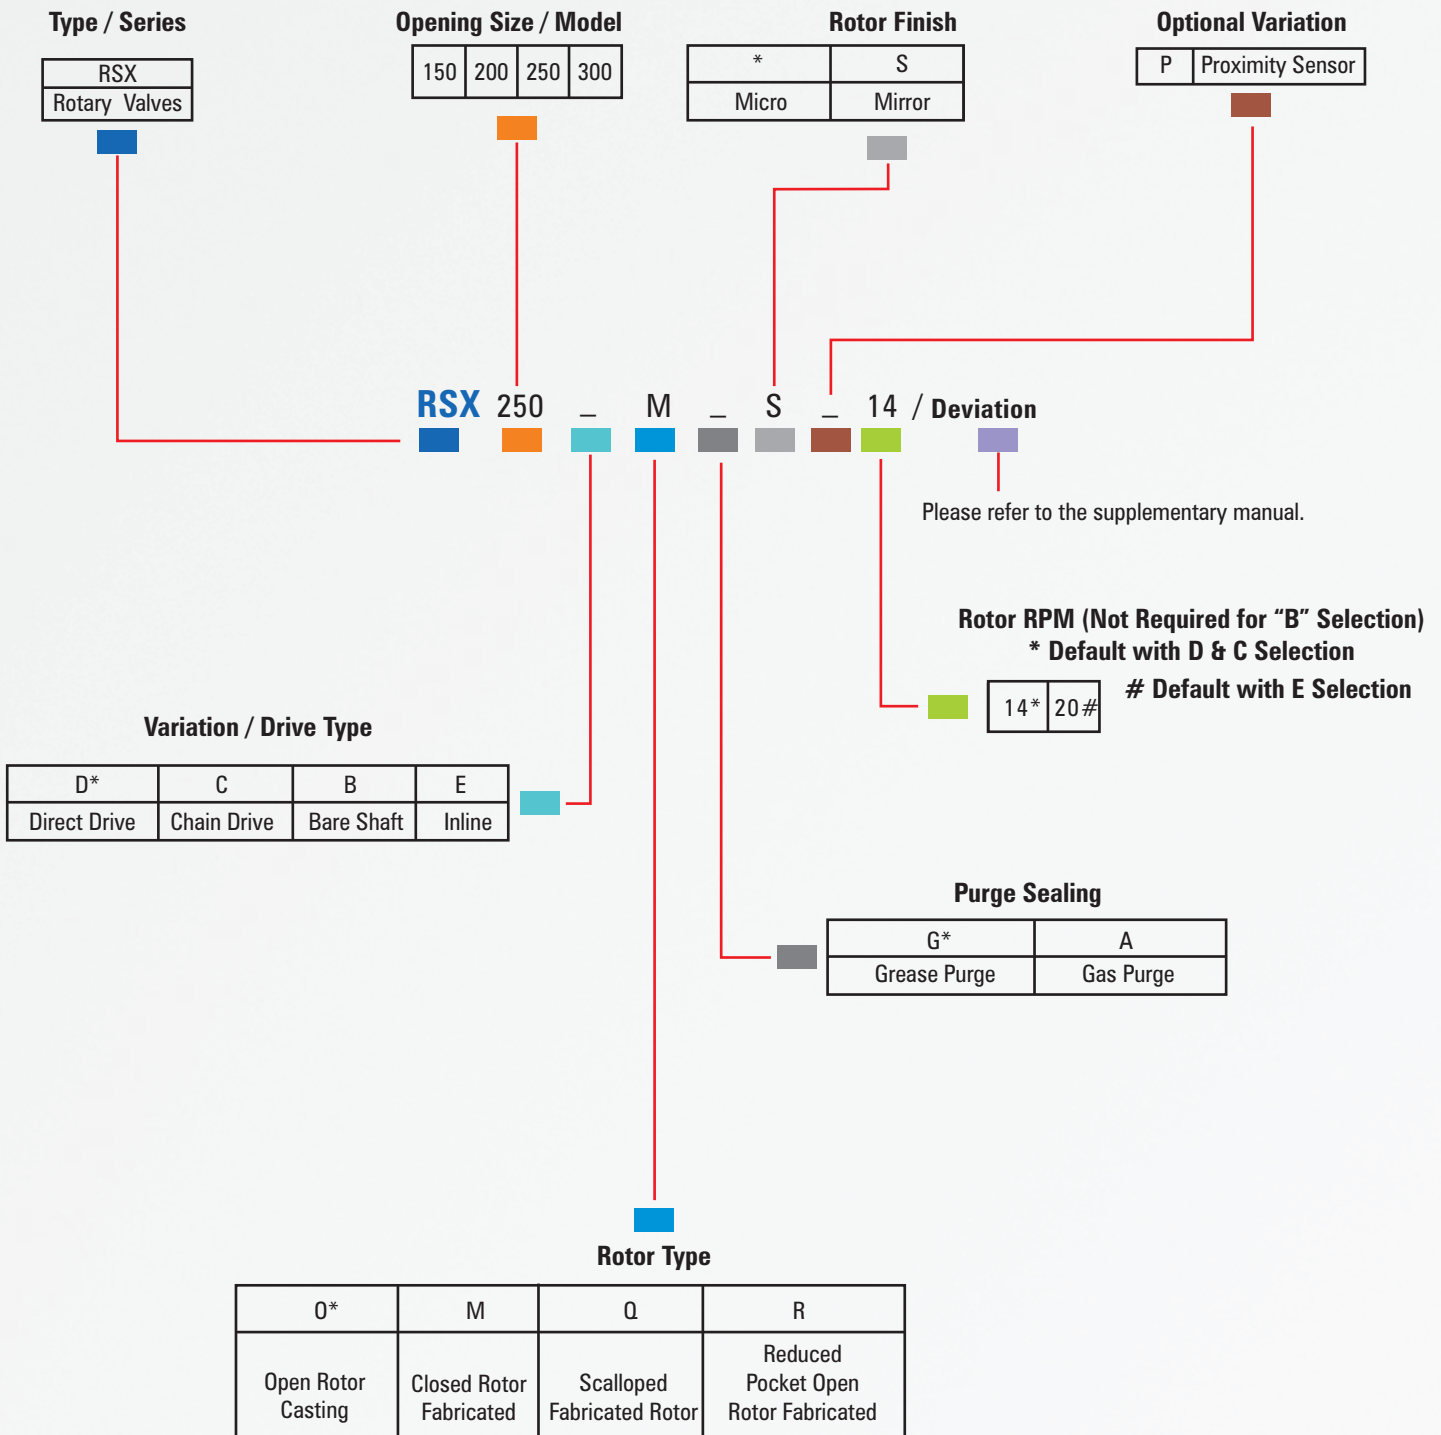 Type / Series
RSX
Rotary Valves
Opening Size / Model
150 200 250 300
Rotor Finish
* S
Micro Mirror
Optional Variation
P Proximity Sensor
RSX 250 _ M _ S _ 14 / Deviation
Please refer to the supplementary manual.
Rotor RPM (Not Required for “B” Selection)
* Default with D & C Selection
# Default with E Selection
14* 20#
Variation / Drive Type
D* C B E
Direct Drive Chain Drive Bare Shaft Inline
Purge Sealing
G* A
Grease Purge Gas Purge
Rotor Type
O* M Q R
Open Rotor
Casting
Closed Rotor
Fabricated
Scalloped
Fabricated Rotor
Reduced
Pocket Open
Rotor Fabricated